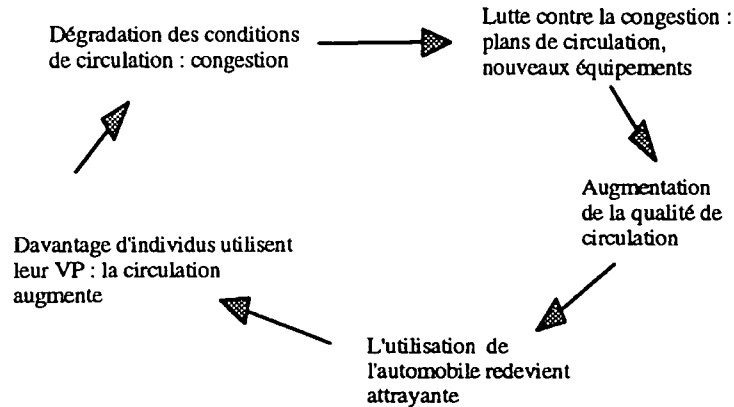 Dégradation des conditions
de circulation : congestion
Lutte contre la congestion :
plans de circulation,
nouveaux équipements
Augmentation
de la qualité de
circulation
L'utilisation de
l'automobile redevient
attrayante
Davantage d'individus utilisent
leur VP : la circulation
augmente